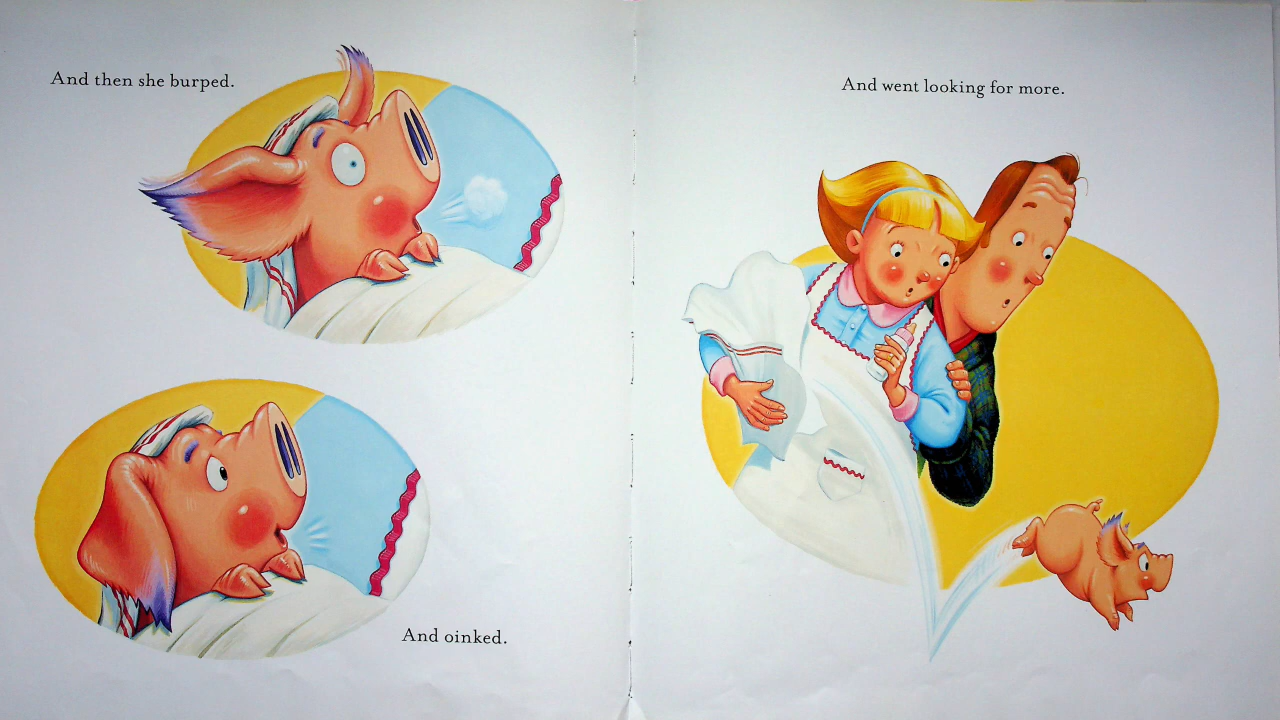 And then she burped.
And oinked.
And went looking for more.